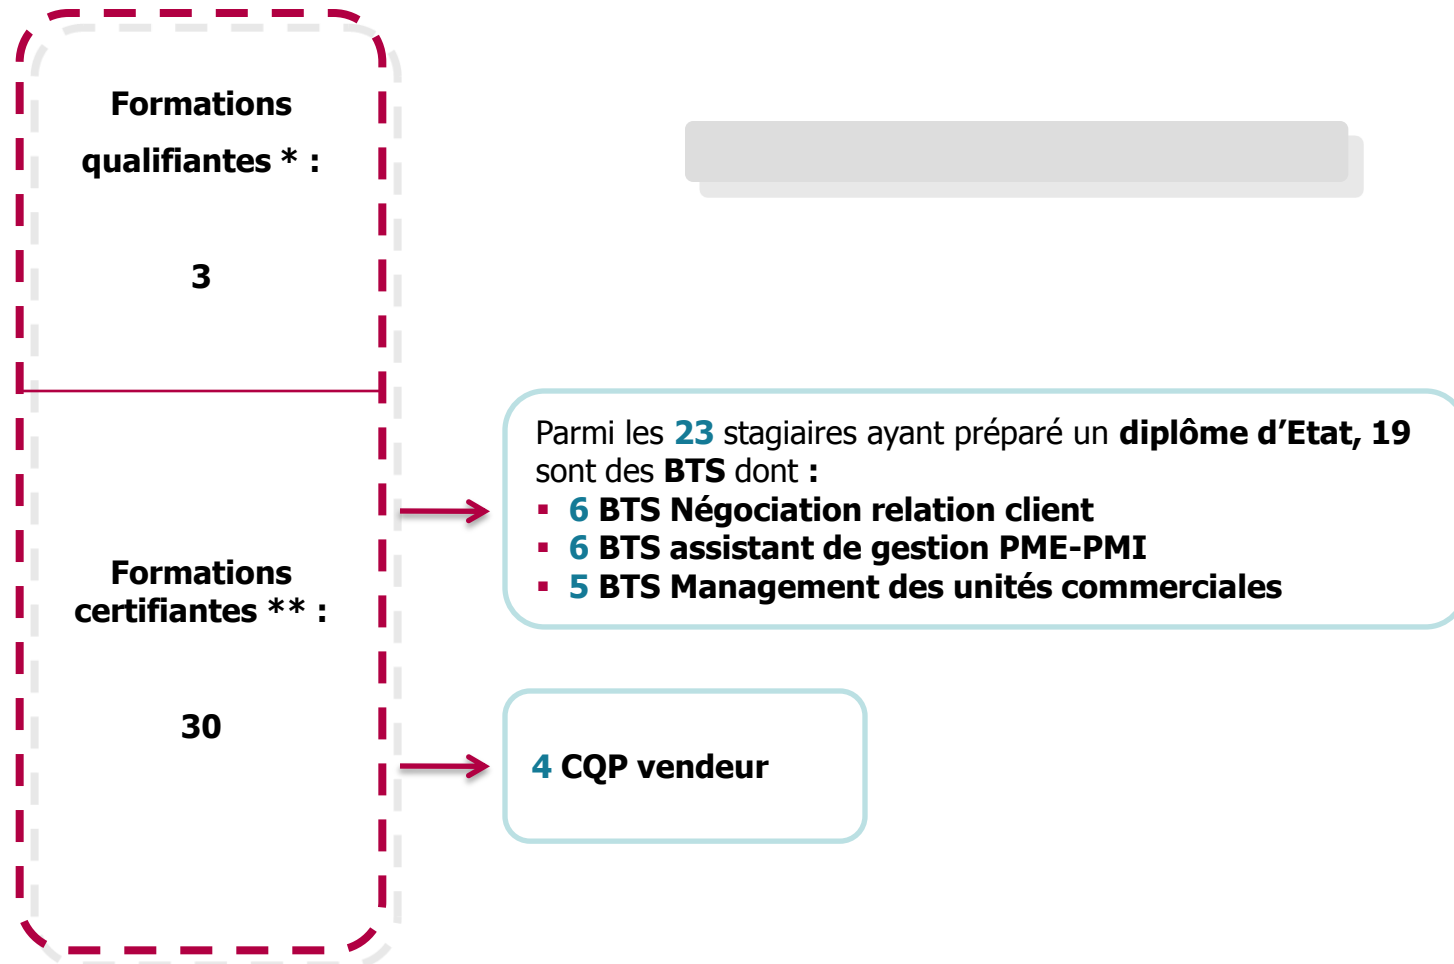 Formations
qualifiantes * :
3
Formations
certifiantes ** :
30
Parmi les 23 stagiaires ayant préparé un diplôme d’Etat, 19
sont des BTS dont :
▪ 6 BTS Négociation relation client
▪ 6 BTS assistant de gestion PME-PMI
▪ 5 BTS Management des unités commerciales
4 CQP vendeur